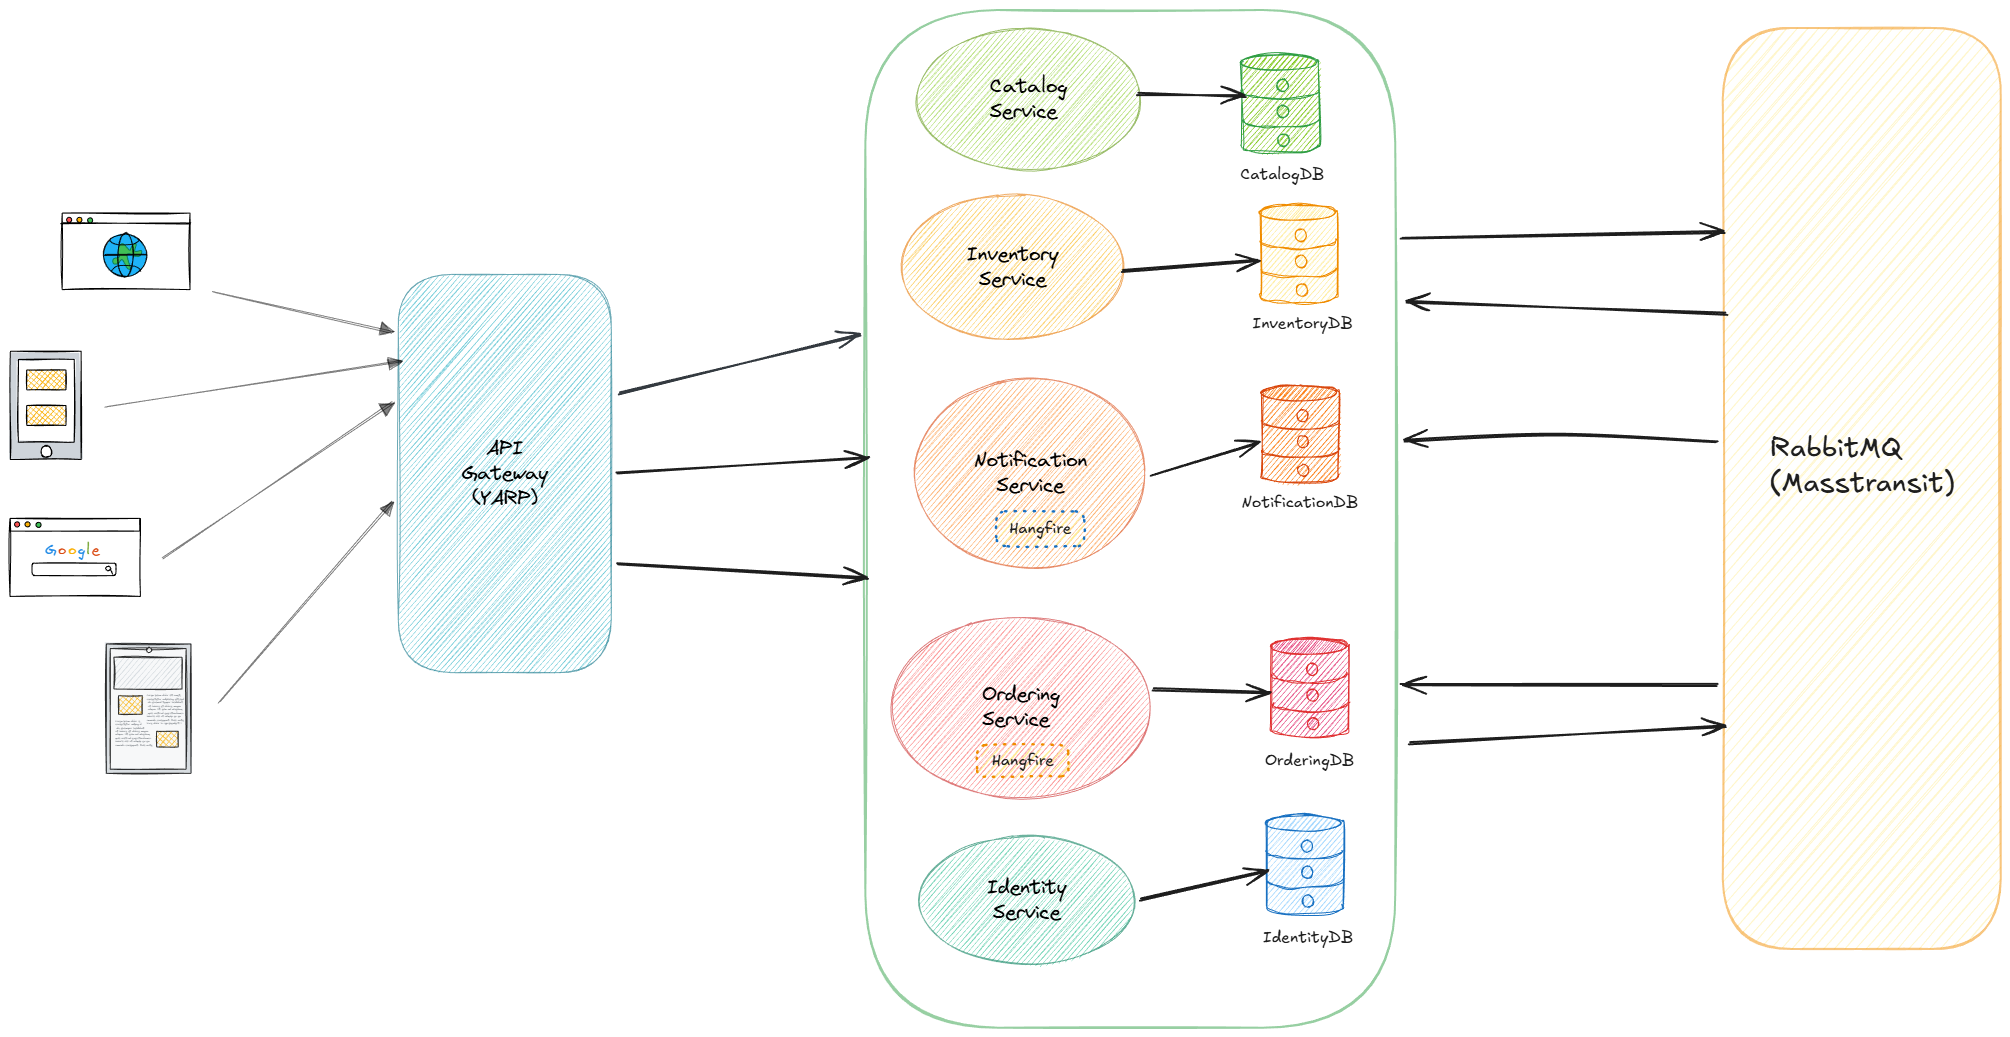 Google
API
Gateway
(YARP)
Catalog
Service
CatalogDB
Inventory
Service
InventoryDB
Notification
Service
Hangfire
NotificationDB
Ordering
Service
Hangfire
OrderingDB
Identity
Service
IdentityDB
RabbitMQ
(Masstransit)